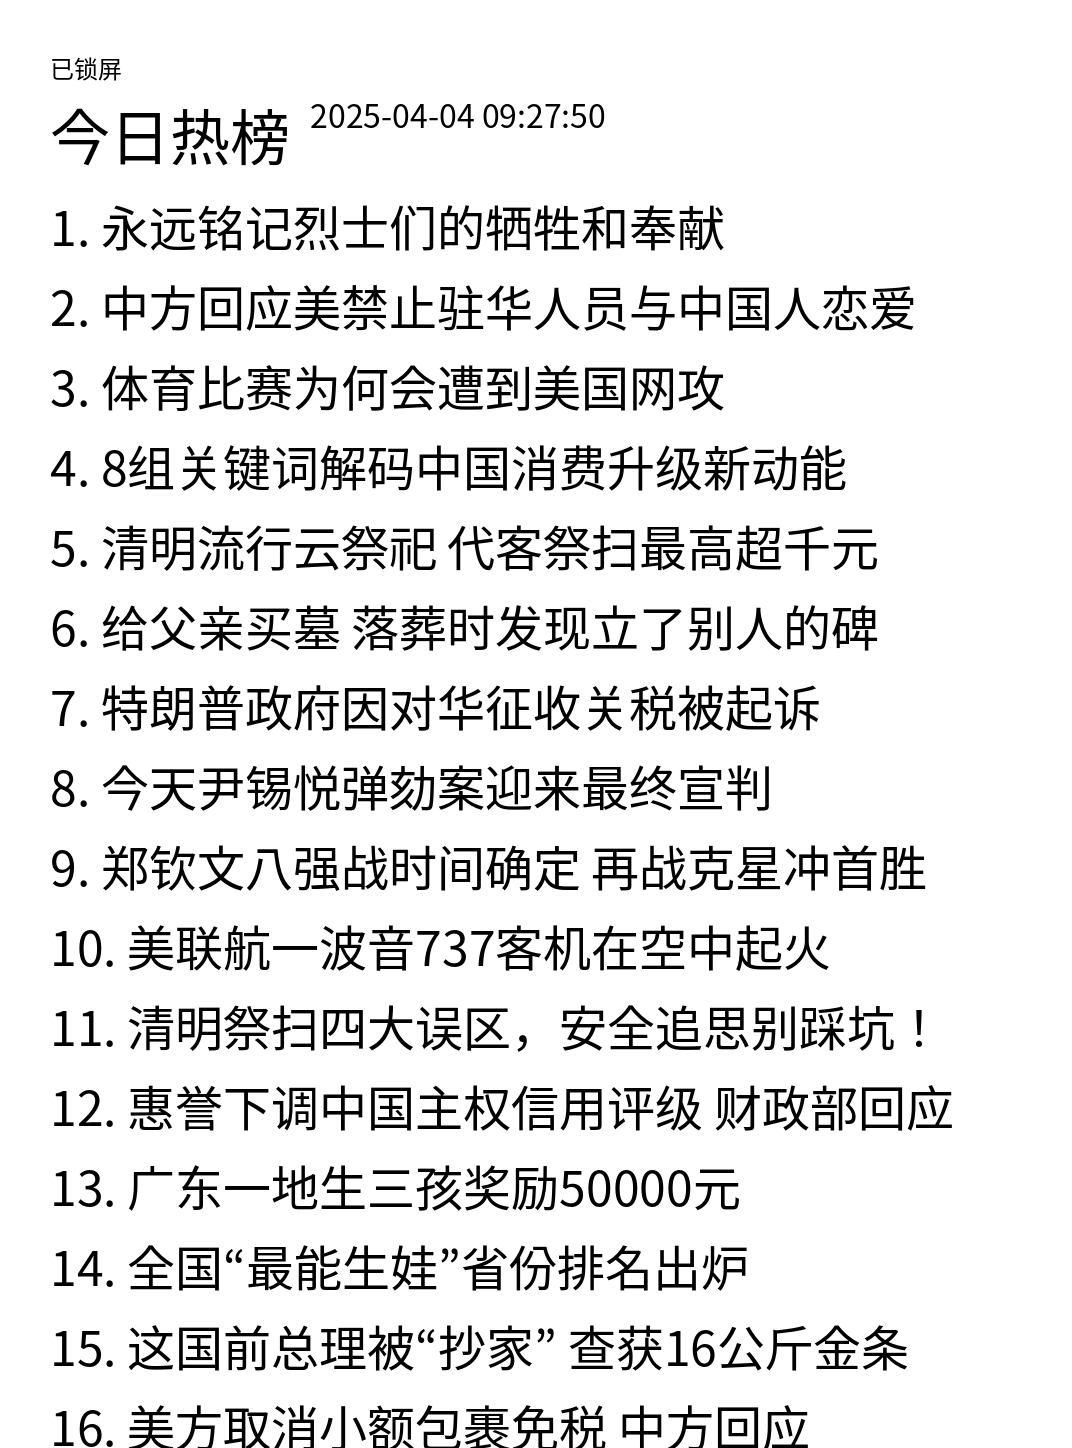 已锁屏
今日热榜 2025-04-04 09:27:50
1. 永远铭记烈士们的牺牲和奉献
2. 中方回应美禁止驻华人员与中国人恋爱
3. 体育比赛为何会遭到美国网攻
4. 8组关键词解码中国消费升级新动能
5. 清明流行云祭祀 代客祭扫最高超千元
6. 给父亲买墓 落葬时发现立了别人的碑
7. 特朗普政府因对华征收关税被起诉
8. 今天尹锡悦弹劾案迎来最终宣判
9. 郑钦文八强战时间确定 再战克星冲首胜
10. 美联航一波音737客机在空中起火
11. 清明祭扫四大误区，安全追思别踩坑！
12. 惠誉下调中国主权信用评级 财政部回应
13. 广东一地生三孩奖励50000元
14. 全国“最能生娃”省份排名出炉
15. 这国前总理被“抄家” 查获16公斤金条
16. 美方取消小额包裹免税 中方回应